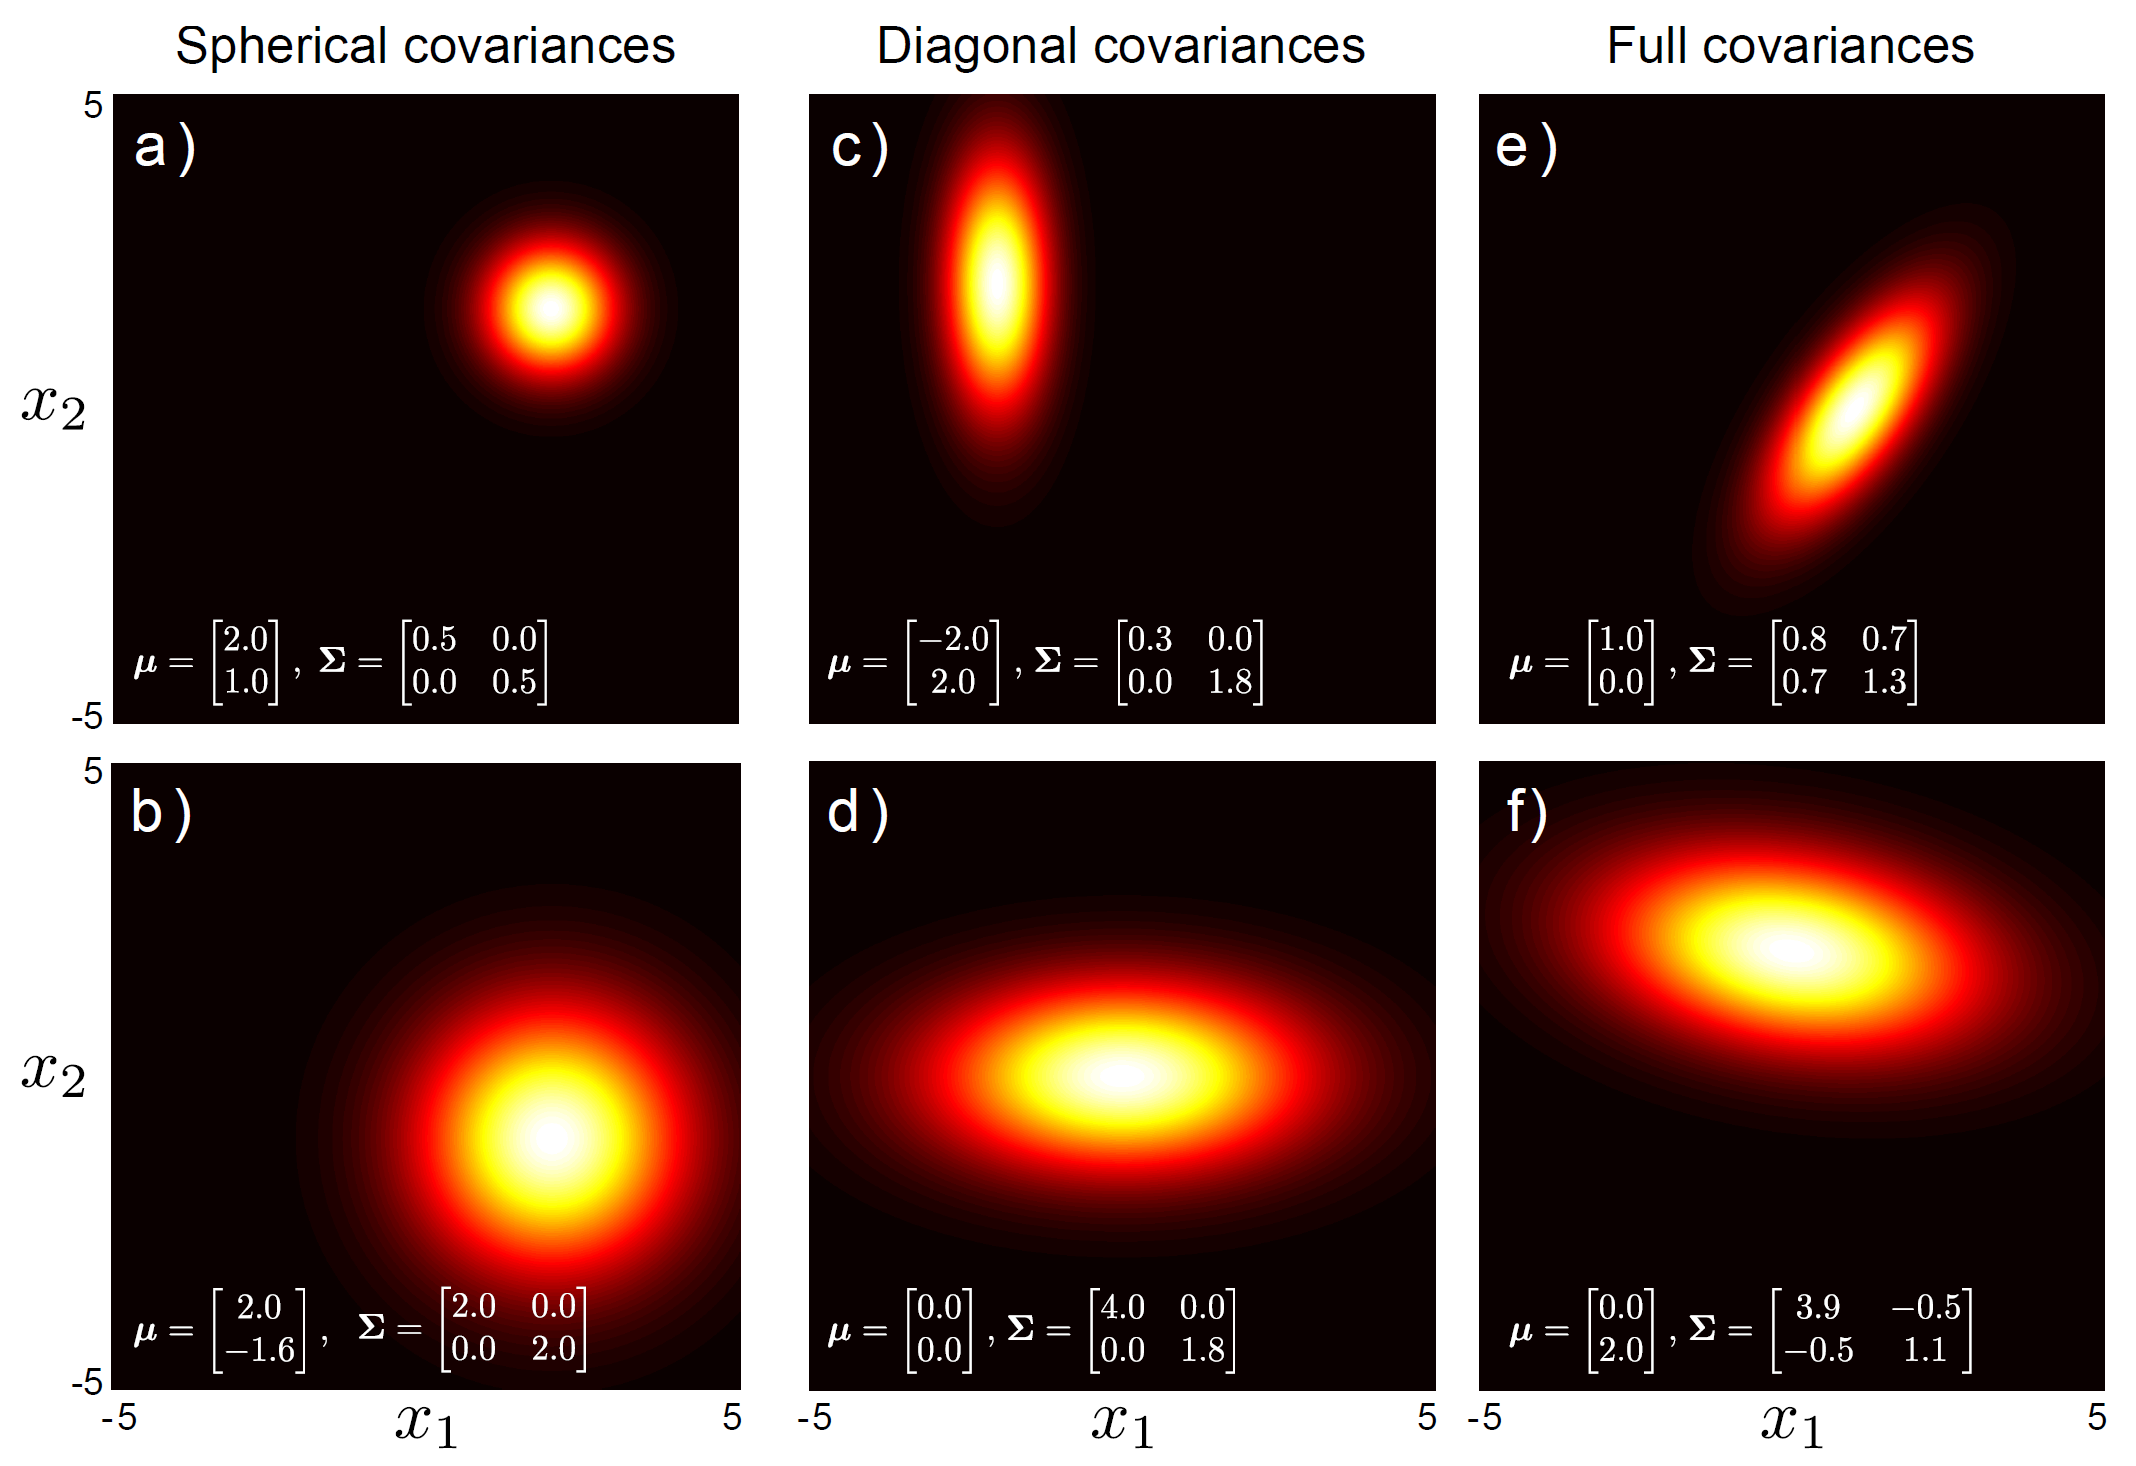 Spherical covariances Diagonal covariances Full covariances
5
a) c) e)
x₂
μ = [2.0 1.0], Σ = [0.5 0.0 0.0 0.5]
μ = [−2.0 2.0], Σ = [0.3 0.0 0.0 1.8]
μ = [1.0 0.0], Σ = [0.8 0.7 0.7 1.3]
-5
5
b) d) f)
x₂
μ = [2.0 −1.6], Σ = [2.0 0.0 0.0 2.0]
μ = [0.0 0.0], Σ = [4.0 0.0 0.0 1.8]
μ = [0.0 2.0], Σ = [3.9 −0.5 −0.5 1.1]
-5
-5 x₁ 5 -5 x₁ 5 -5 x₁ 5